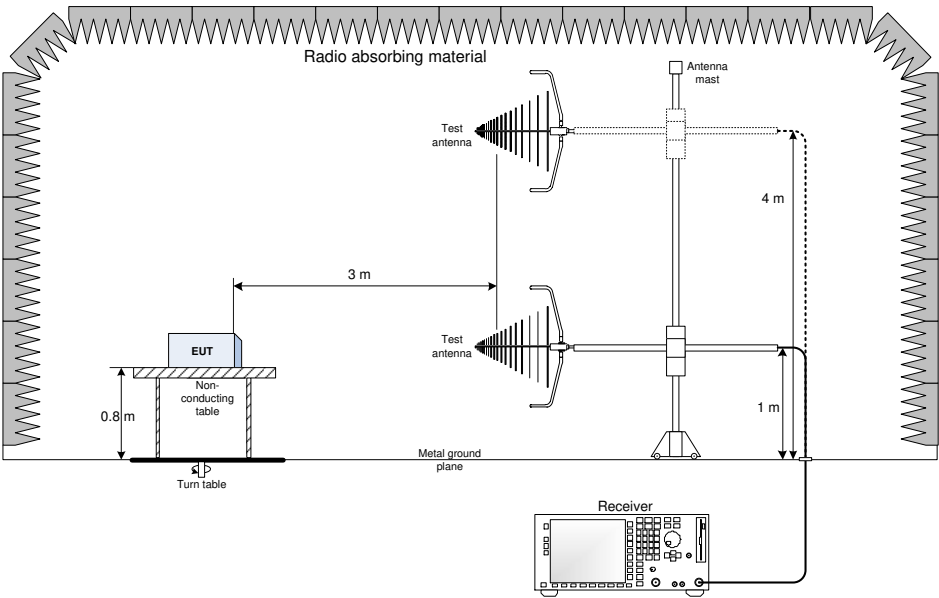 Radio absorbing material
Antenna
mast
Test
antenna
4 m
3 m
Test
antenna
EUT
Non-
conducting
table
0.8 m
1 m
Metal ground
plane
Turn table
Receiver